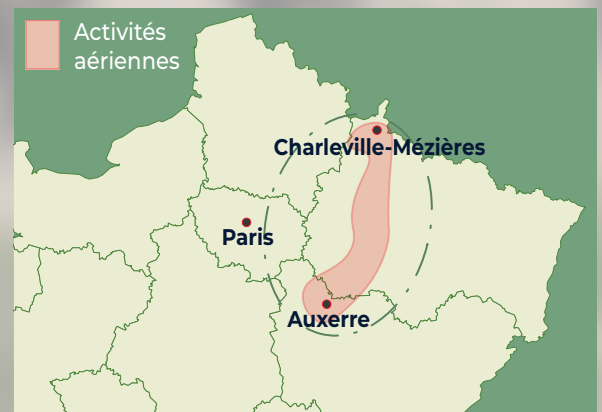 Activités
aériennes
Charleville-Mézières
Paris
Auxerre